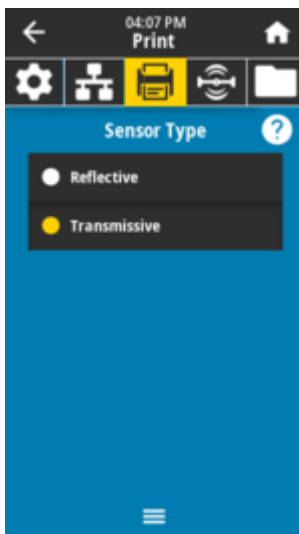 04:07 PM
Print
Sensor Type
?
Reflective
Transmissive